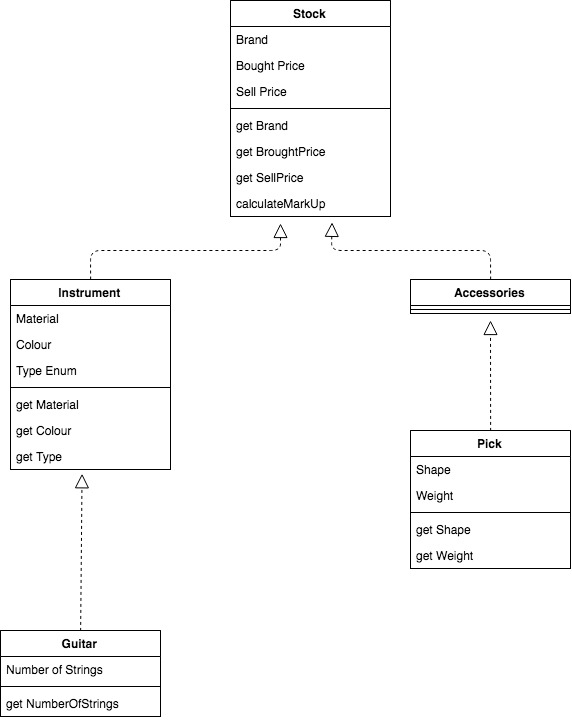 Stock
Brand
Bought Price
Sell Price
get Brand
get BroughtPrice
get SellPrice
calculateMarkUp
Instrument
Material
Colour
Type Enum
get Material
get Colour
get Type
Accessories
Pick
Shape
Weight
get Shape
get Weight
Guitar
Number of Strings
get NumberOfStrings